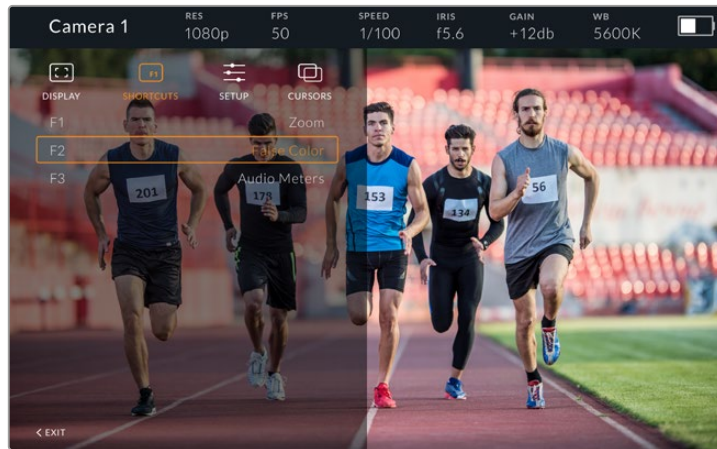 Camera 1
RES FPS SPEED IRIS GAIN WB
1080p 50 1/100 f5.6 +12db 5600K
F1
DISPLAY SHORTCUTS SETUP CURSORS
F1 Zoom
F2 False Color
F3 Audio Meters
201
178
153
134
56
EXIT